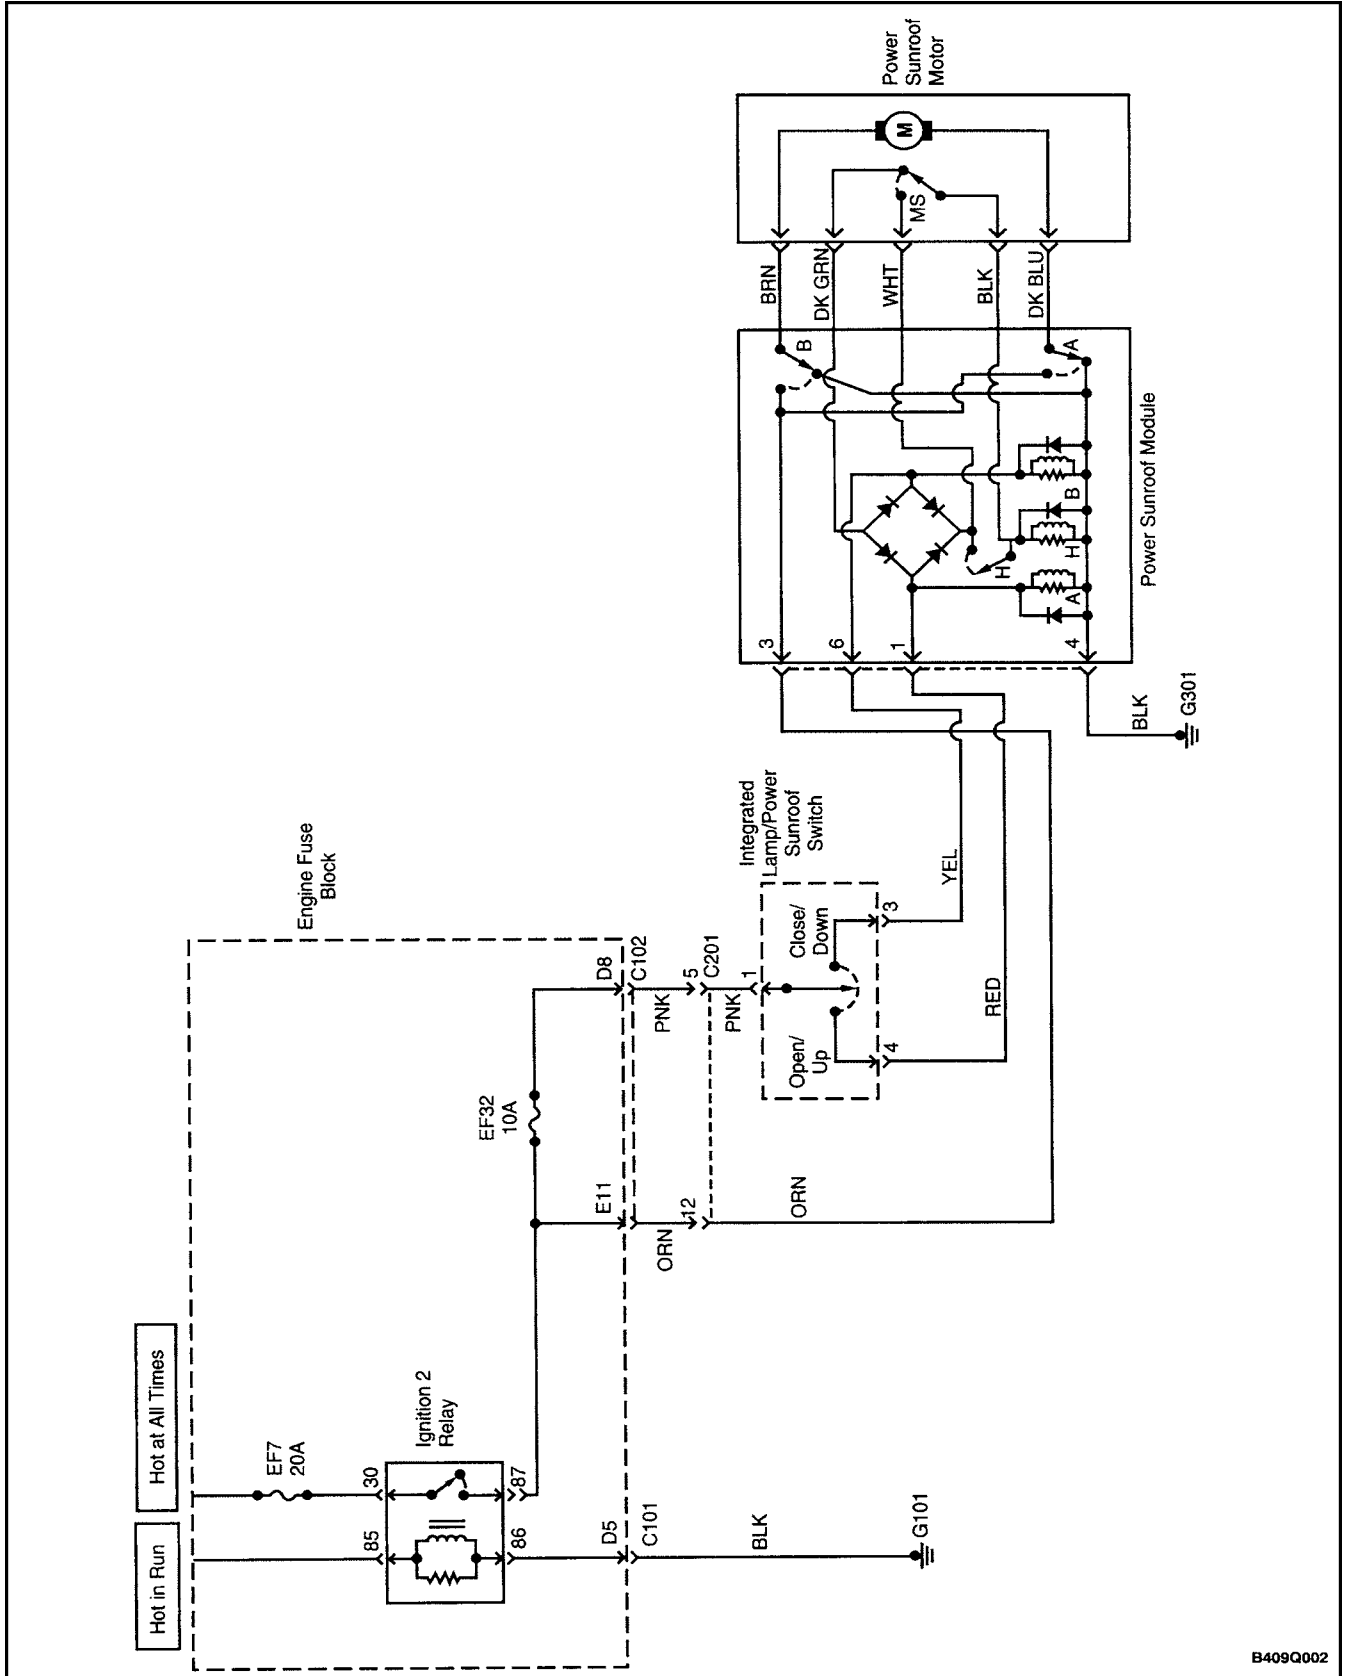 Hot in Run
Hot at All Times
Engine Fuse
Block
EF7
20A
85
30
Ignition 2
Relay
86
87
EF32
10A
D5
C101
E11
D8
C102
BLK
G101
ORN
12
ORN
PNK
5
C201
PNK
1
Integrated
Lamp/Power
Sunroof
Switch
Open/
Up
Close/
Down
4
3
RED
YEL
BLK
G301
3
6
1
4
A
H
H
B
B
A
Power Sunroof Module
BRN
DK GRN
WHT
BLK
DK BLU
MS
M
Power
Sunroof
Motor
B409Q002